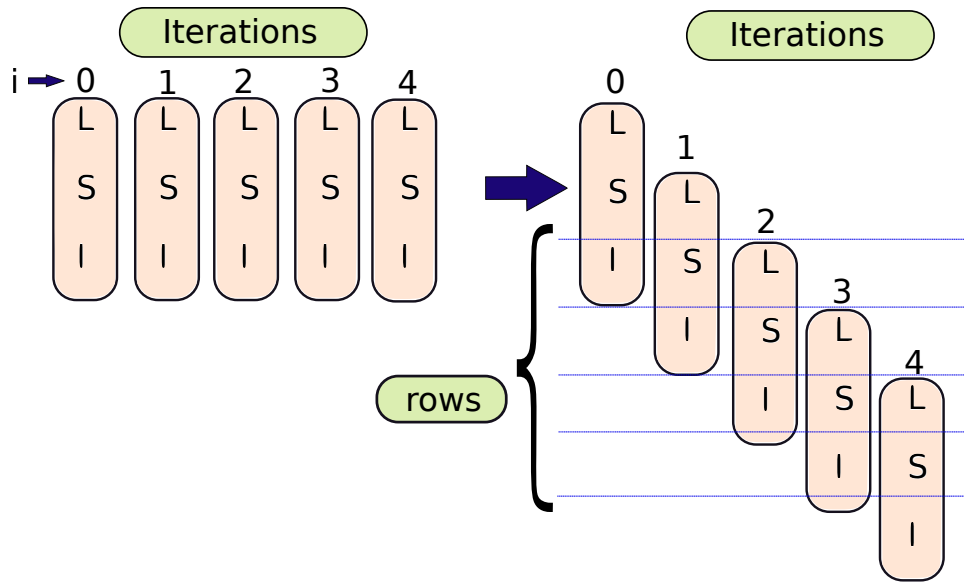 Iterations
i 0 1 2 3 4
L L L L L
S S S S S
I I I I I
Iterations
0
L
S
I
1
L
S
I
2
L
S
I
3
L
S
I
4
L
S
I
rows